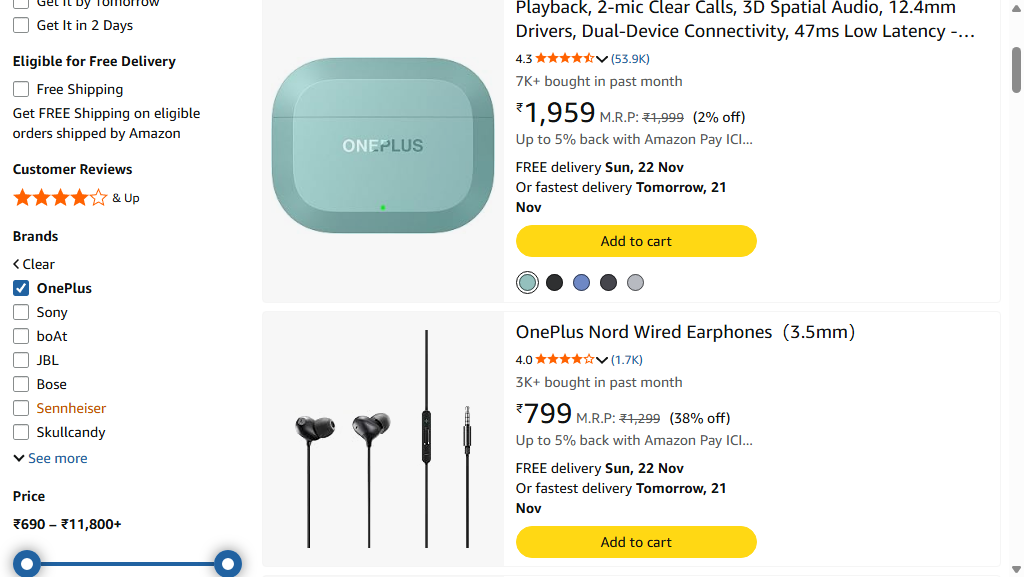 Get It by Tomorrow
Get It in 2 Days
Eligible for Free Delivery
Free Shipping
Get FREE Shipping on eligible
orders shipped by Amazon
Customer Reviews
& Up
Brands
Clear
OnePlus
Sony
boAt
JBL
Bose
Sennheiser
Skullcandy
See more
Price
₹690 – ₹11,800+
ONEPLUS
Playback, 2-mic Clear Calls, 3D Spatial Audio, 12.4mm
Drivers, Dual-Device Connectivity, 47ms Low Latency -…
4.3 (53.9K)
7K+ bought in past month
₹1,959 M.R.P: ₹1,999 (2% off)
Up to 5% back with Amazon Pay ICI...
FREE delivery Sun, 22 Nov
Or fastest delivery Tomorrow, 21
Nov
Add to cart
OnePlus Nord Wired Earphones（3.5mm）
4.0 (1.7K)
3K+ bought in past month
₹799 M.R.P: ₹1,299 (38% off)
Up to 5% back with Amazon Pay ICI...
FREE delivery Sun, 22 Nov
Or fastest delivery Tomorrow, 21
Nov
Add to cart